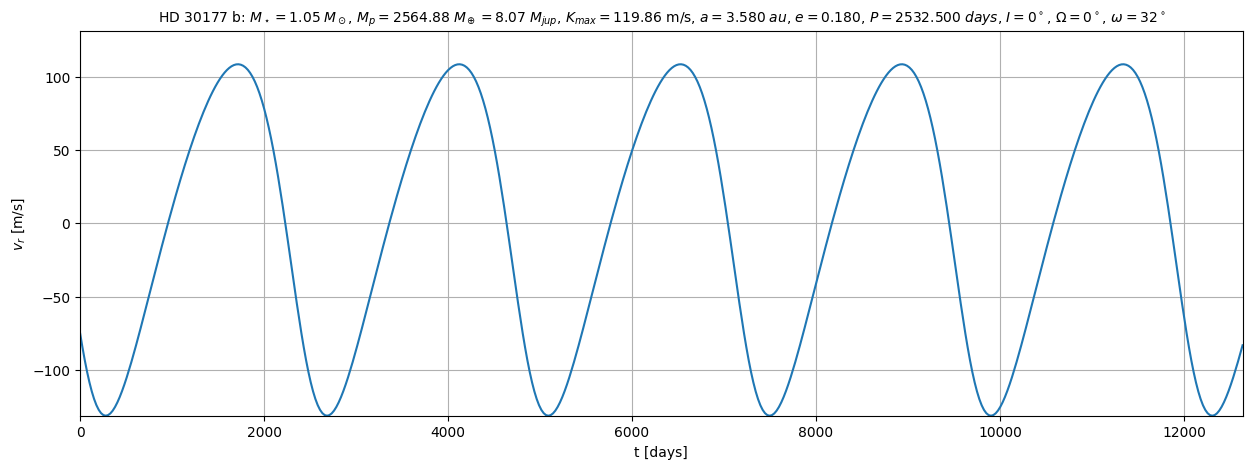 HD 30177 b: M⋆ = 1.05 M⊙, Mp = 2564.88 M⊕ = 8.07 Mjup, Kmax = 119.86 m/s, a = 3.580 au, e = 0.180, P = 2532.500 days, I = 0°, Ω = 0°, ω = 32°
100
50
0
−50
−100
vr [m/s]
0 2000 4000 6000 8000 10000 12000
t [days]